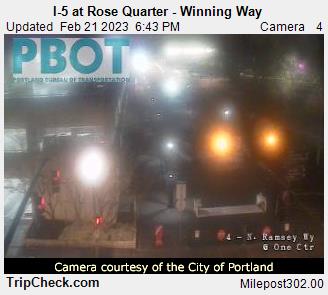 I-5 at Rose Quarter - Winning Way
Updated Feb 21 2023 6:43 PM Camera 4
PBOT
PORTLAND BUREAU OF TRANSPORTATION
4 - N. Ramsey Wy
@ One Ctr
Camera courtesy of the City of Portland
TripCheck.com Milepost302.00